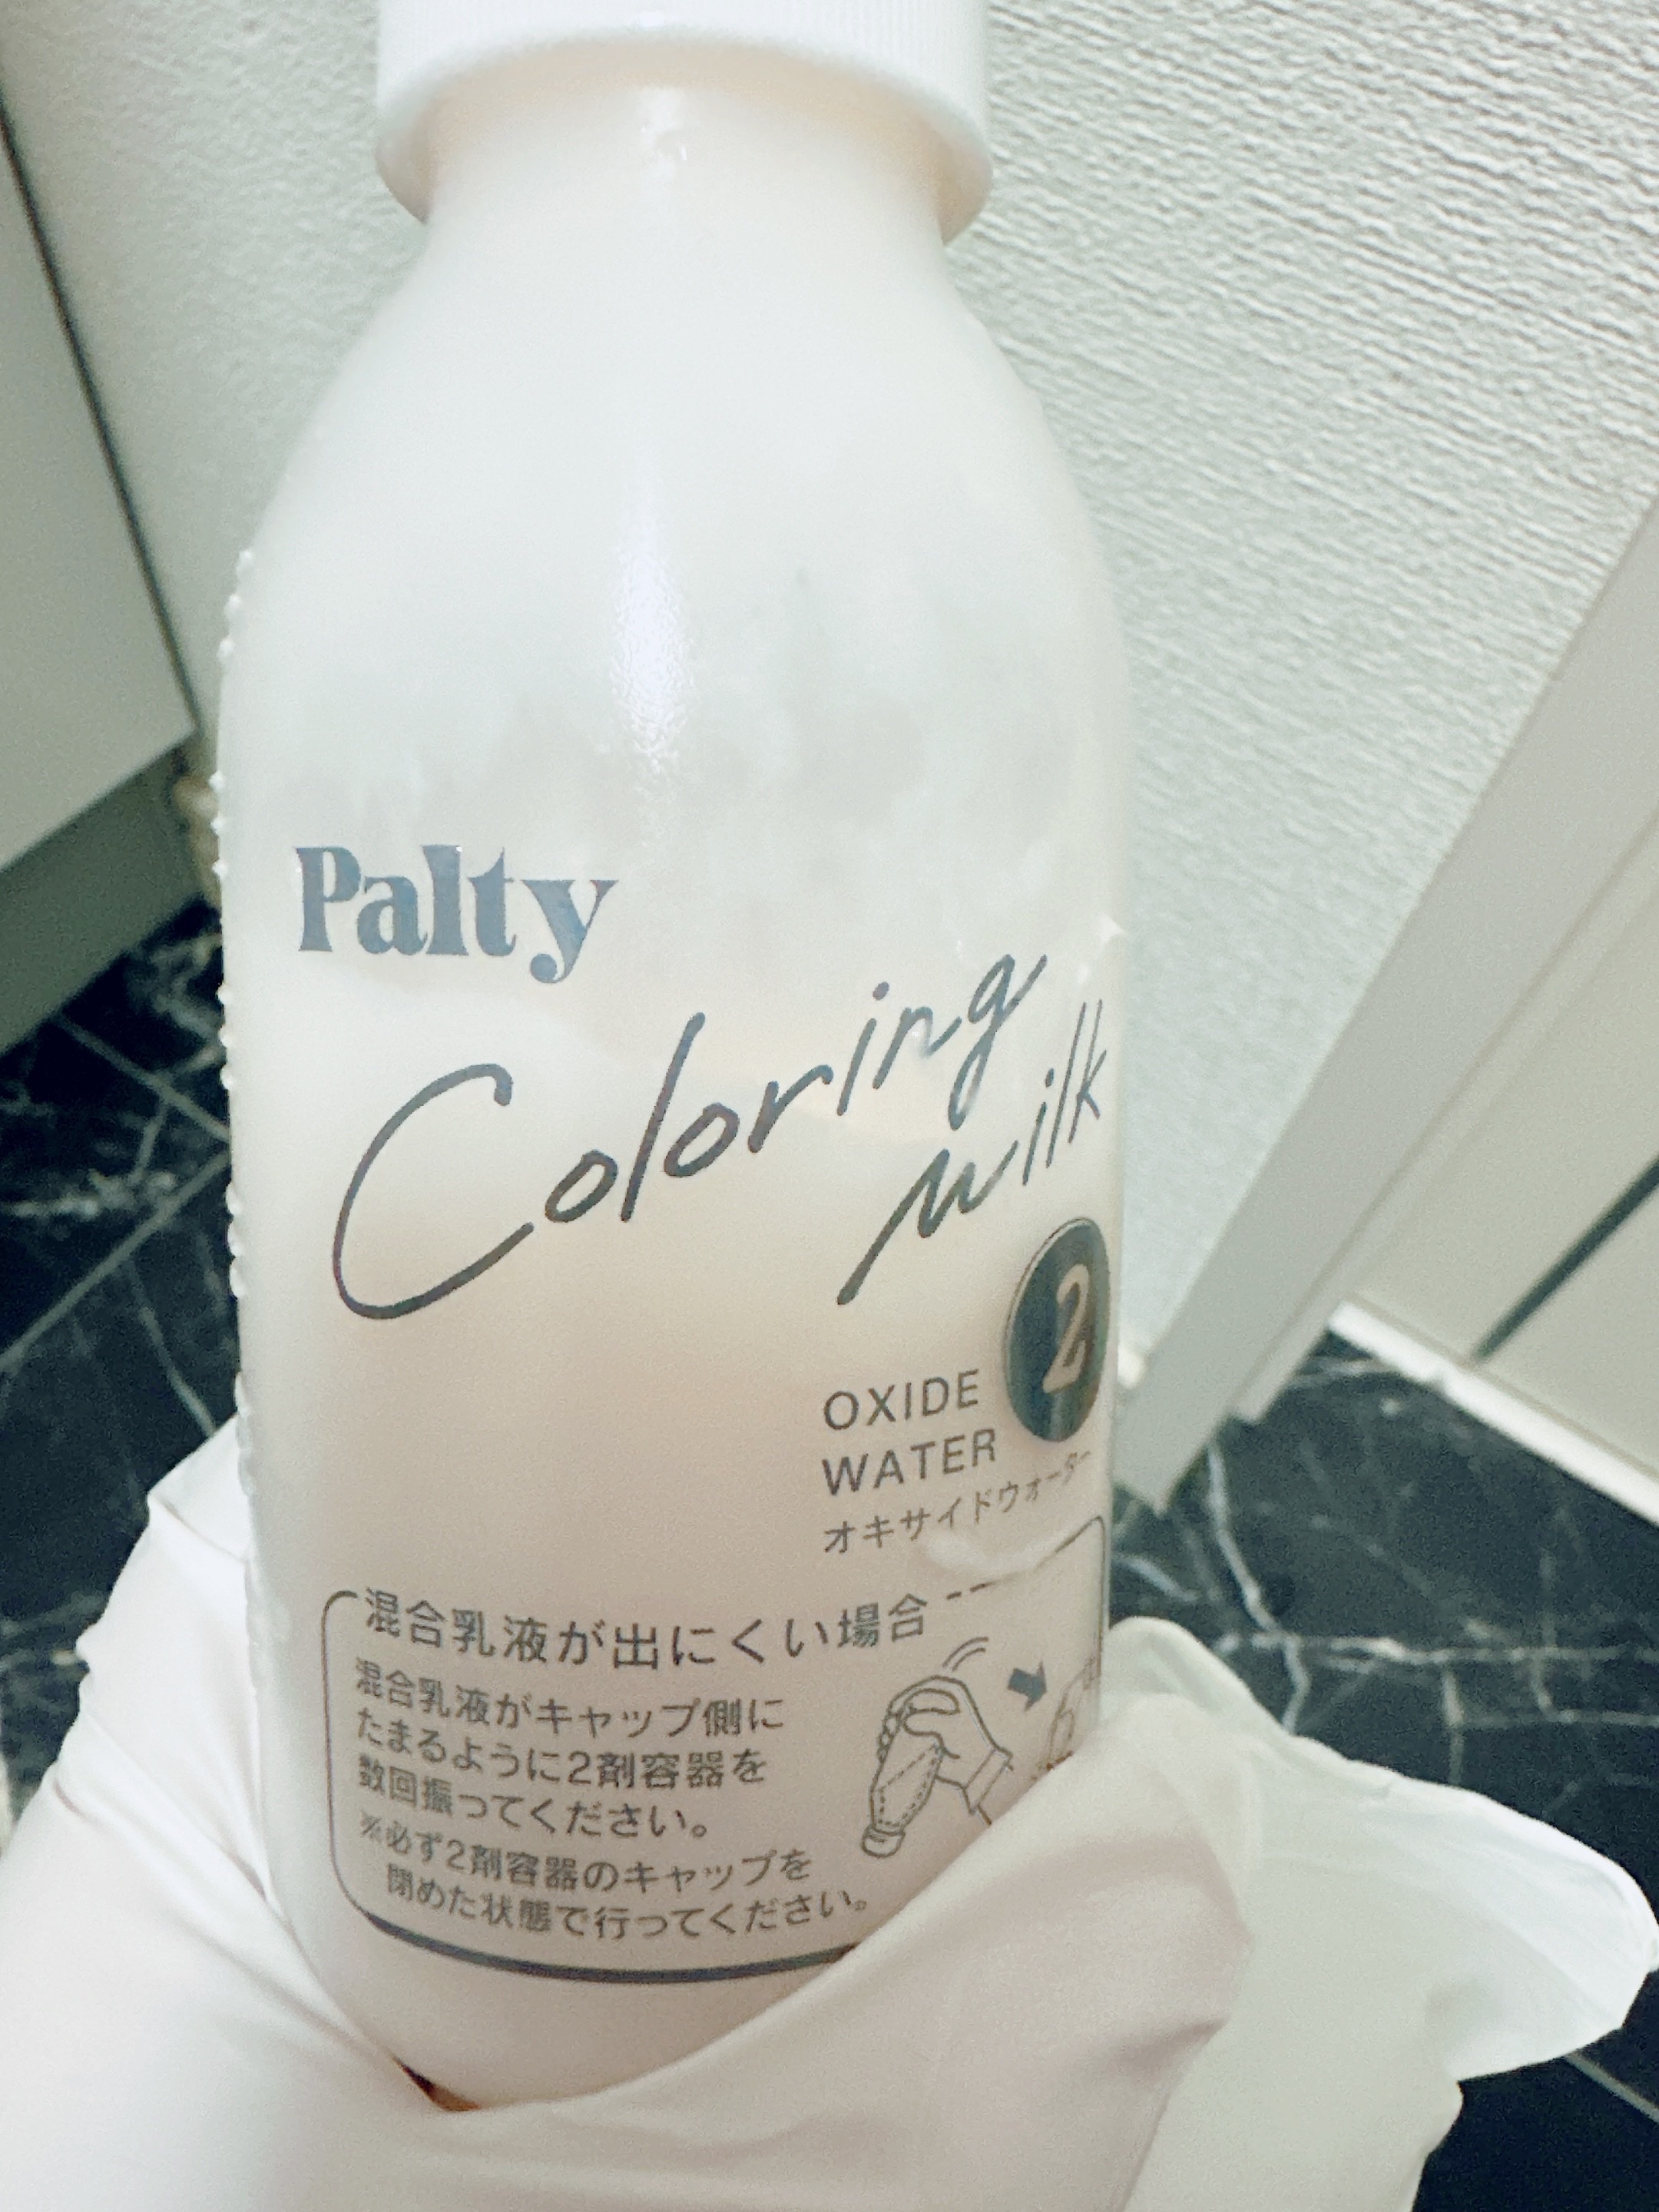 Palty
Coloring
milk
2
OXIDE
WATER
オキサイドウォーター
混合乳液が出にくい場合
混合乳液がキャップ側に
たまるように2剤容器を
数回振ってください。
※必ず2剤容器のキャップを
閉めた状態で行ってください。